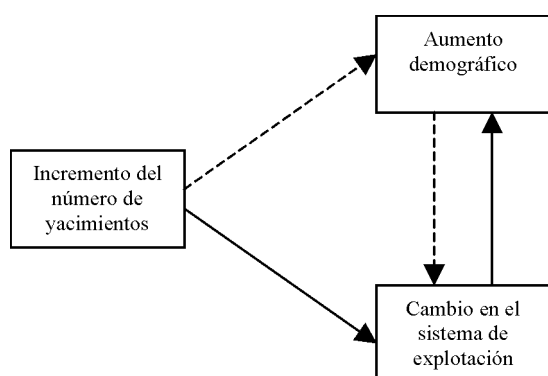 Aumento
demográfico
Incremento del
número de
yacimientos
Cambio en el
sistema de
explotación